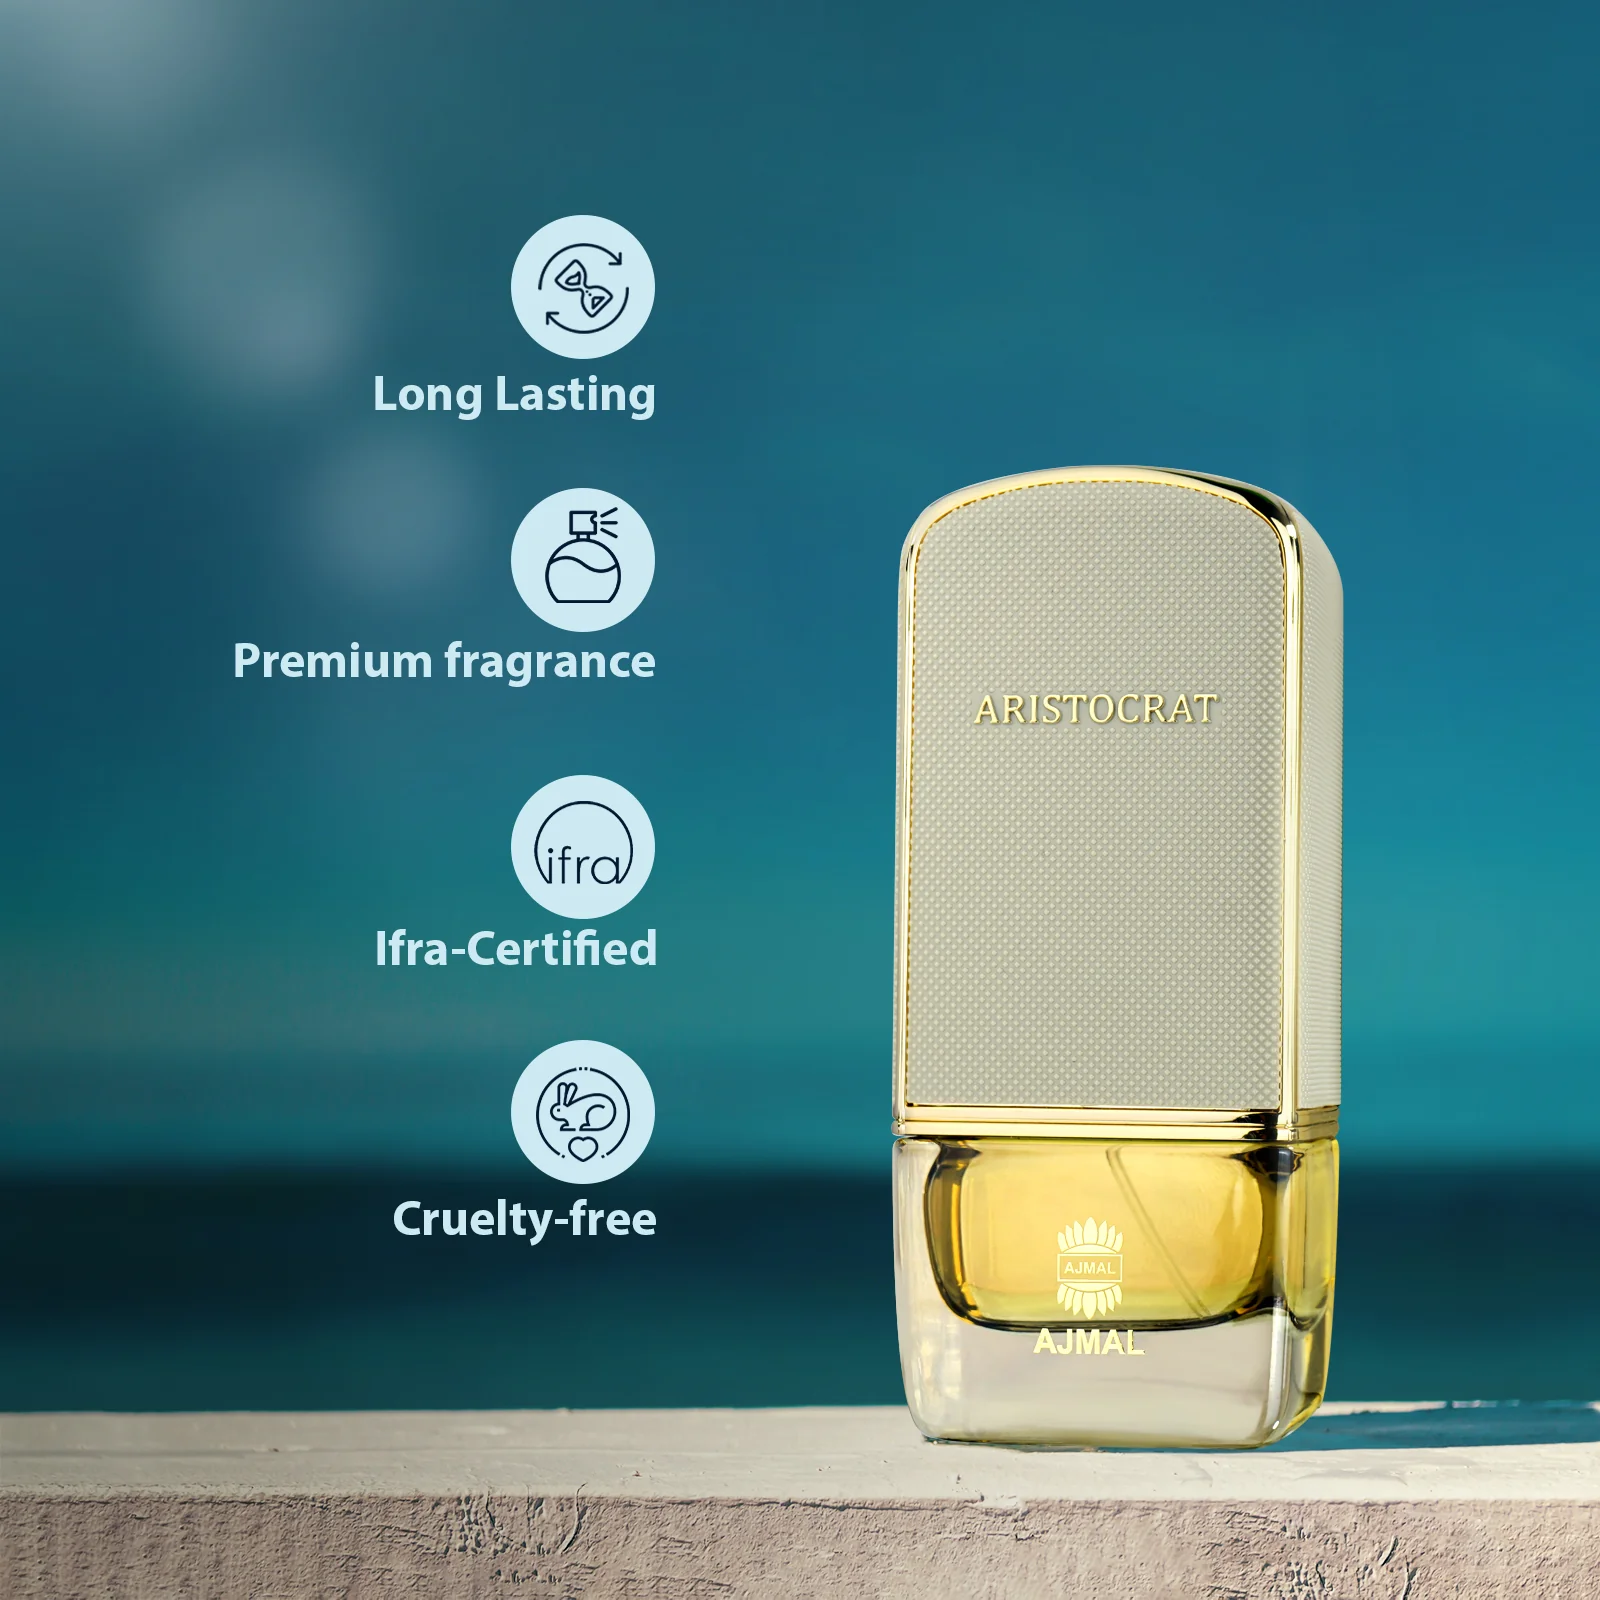 Long Lasting
Premium fragrance
ifra
Ifra-Certified
Cruelty-free
ARISTOCRAT
AJMAL
AJMAL